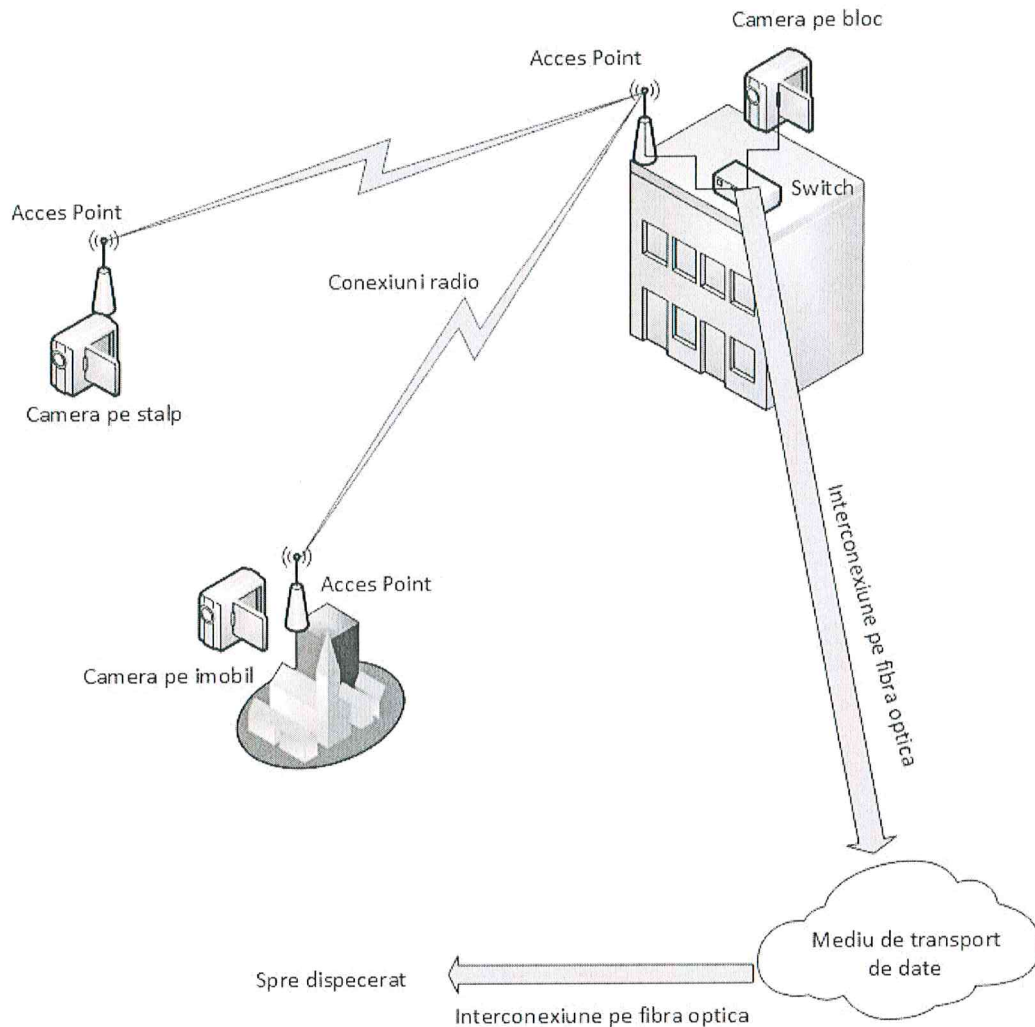 Camera pe bloc
Acces Point
Switch
Acces Point
Conexiuni radio
Camera pe stalp
Interconexiune pe fibra optica
Acces Point
Camera pe imobil
Mediu de transport
de date
Spre dispecerat
Interconexiune pe fibra optica